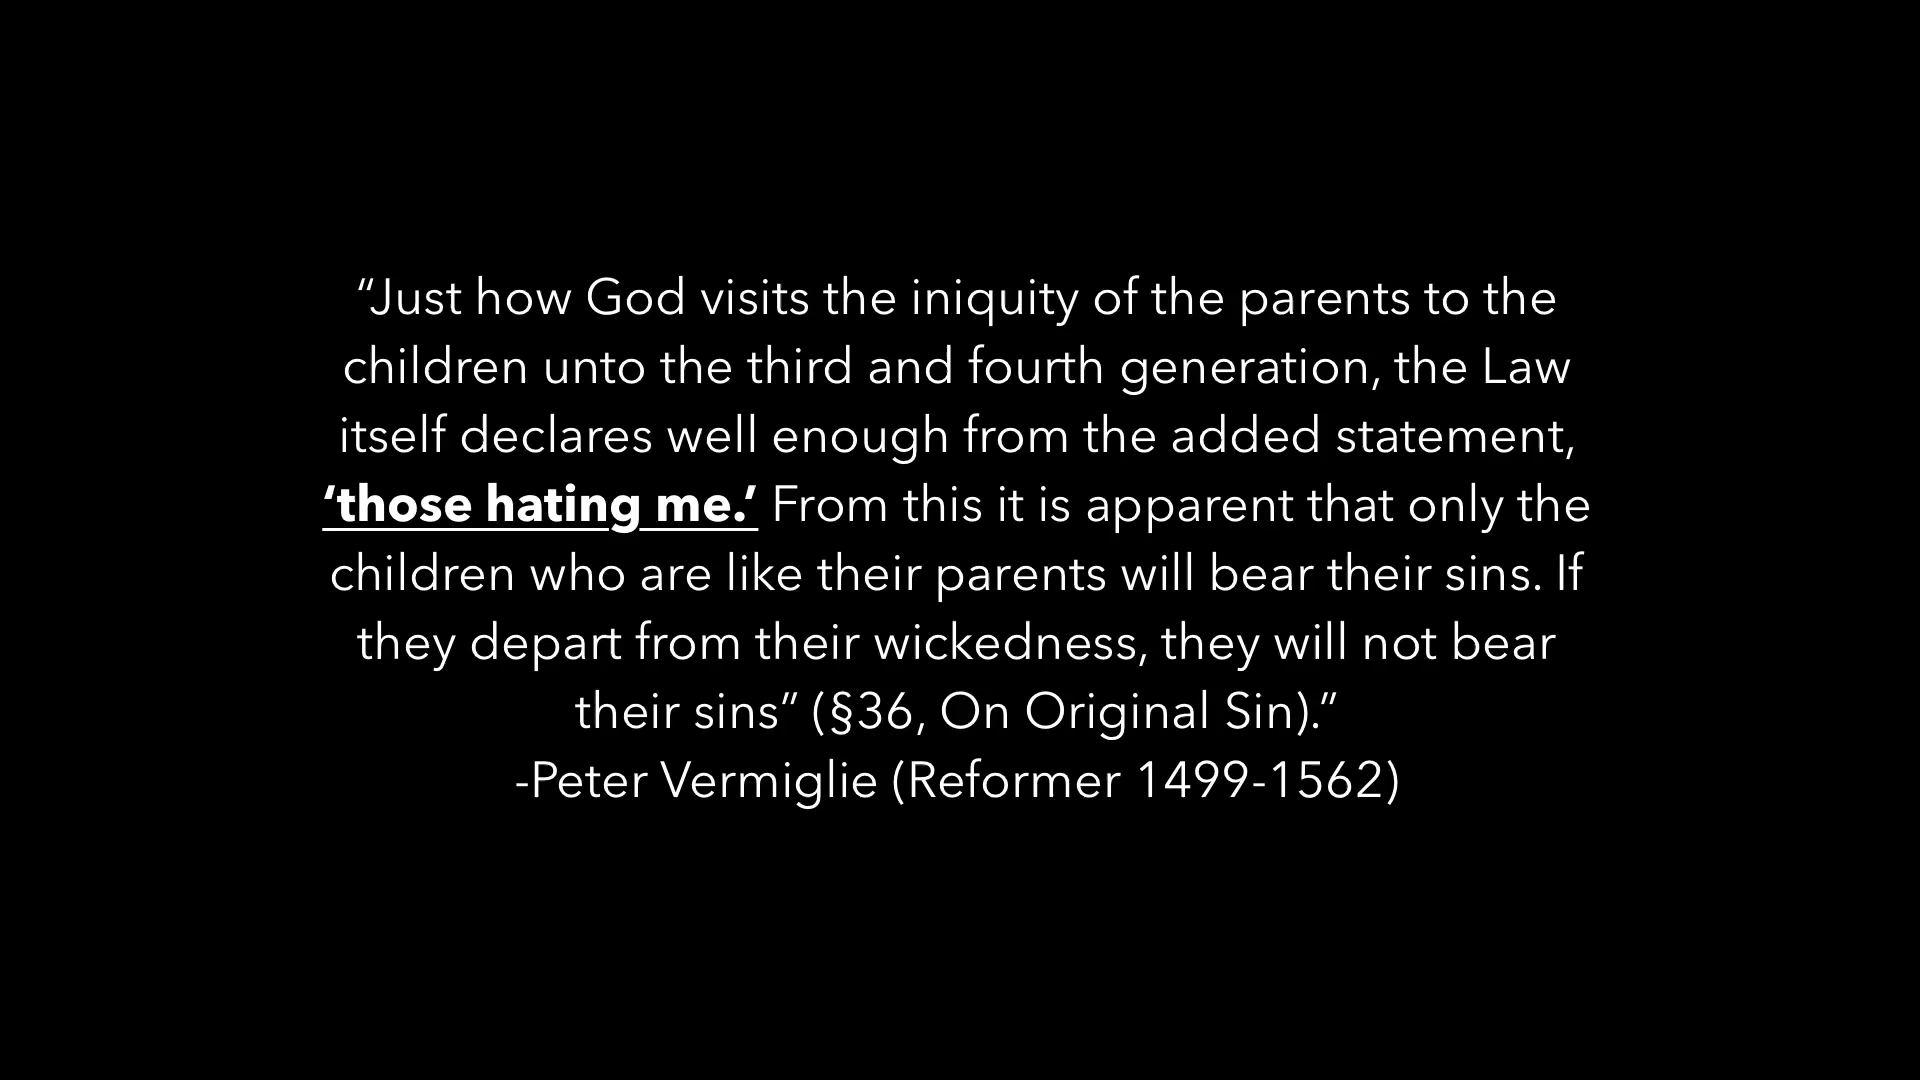 “Just how God visits the iniquity of the parents to the
children unto the third and fourth generation, the Law
itself declares well enough from the added statement,
‘those hating me.’ From this it is apparent that only the
children who are like their parents will bear their sins. If
they depart from their wickedness, they will not bear
their sins” (§36, On Original Sin).”
-Peter Vermiglie (Reformer 1499-1562)